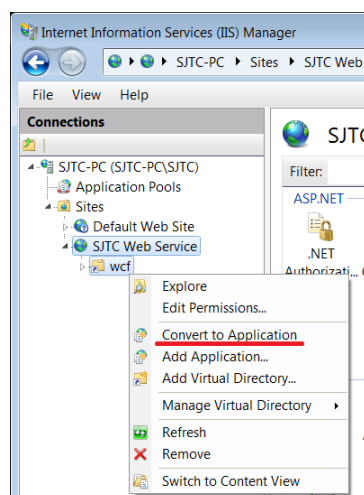 Internet Information Services (IIS) Manager
SJTC-PC Sites SJTC Web
File View Help
Connections
SJTC-PC (SJTC-PC\SJTC)
Application Pools
Sites
Default Web Site
SJTC Web Service
wcf
SJT
Filter:
ASP.NET
.NET
Authorizati...
Explore
Edit Permissions...
Convert to Application
Add Application...
Add Virtual Directory...
Manage Virtual Directory
Refresh
Remove
Switch to Content View